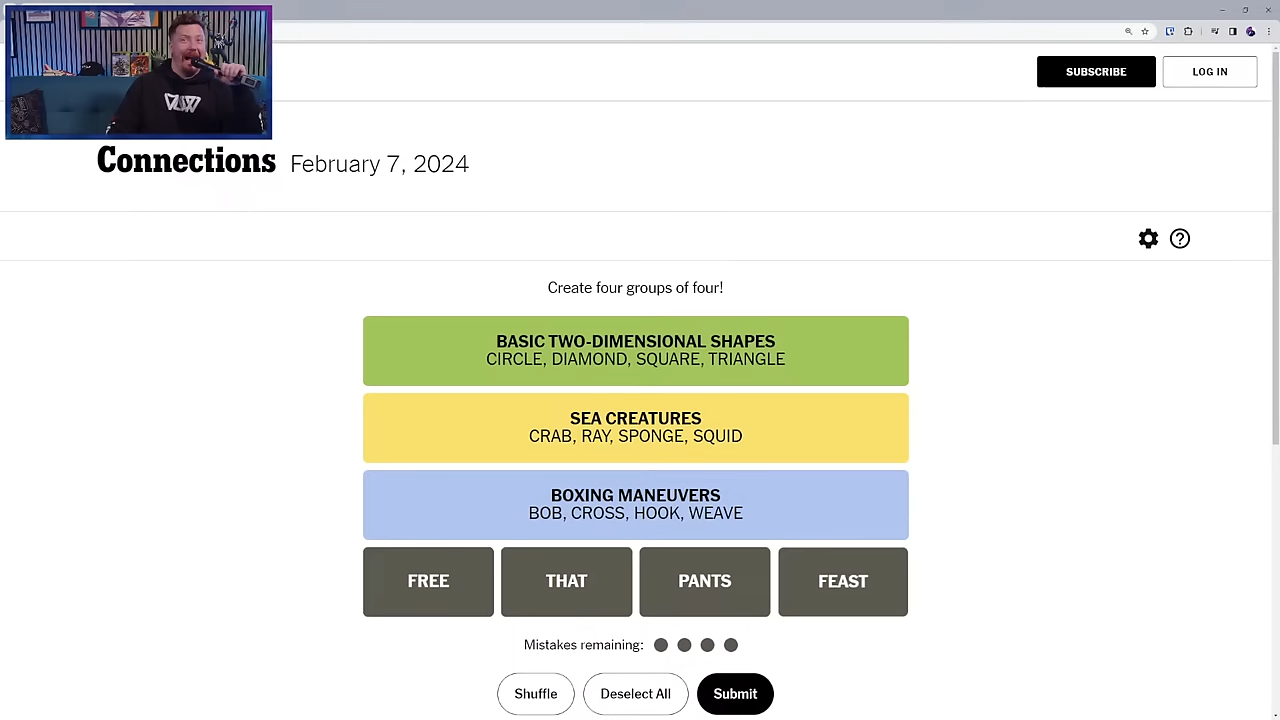 SUBSCRIBE
LOG IN
Connections February 7, 2024
Create four groups of four!
BASIC TWO-DIMENSIONAL SHAPES
CIRCLE, DIAMOND, SQUARE, TRIANGLE
SEA CREATURES
CRAB, RAY, SPONGE, SQUID
BOXING MANEUVERS
BOB, CROSS, HOOK, WEAVE
FREE THAT PANTS FEAST
Mistakes remaining:
Shuffle Deselect All Submit